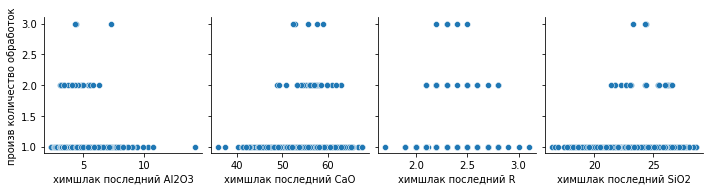 произв количество обработок
3.0
2.5
2.0
1.5
1.0
5 10
40 50 60
2.0 2.5 3.0
20 25
химшлак последний Al2O3
химшлак последний CaO
химшлак последний R
химшлак последний SiO2